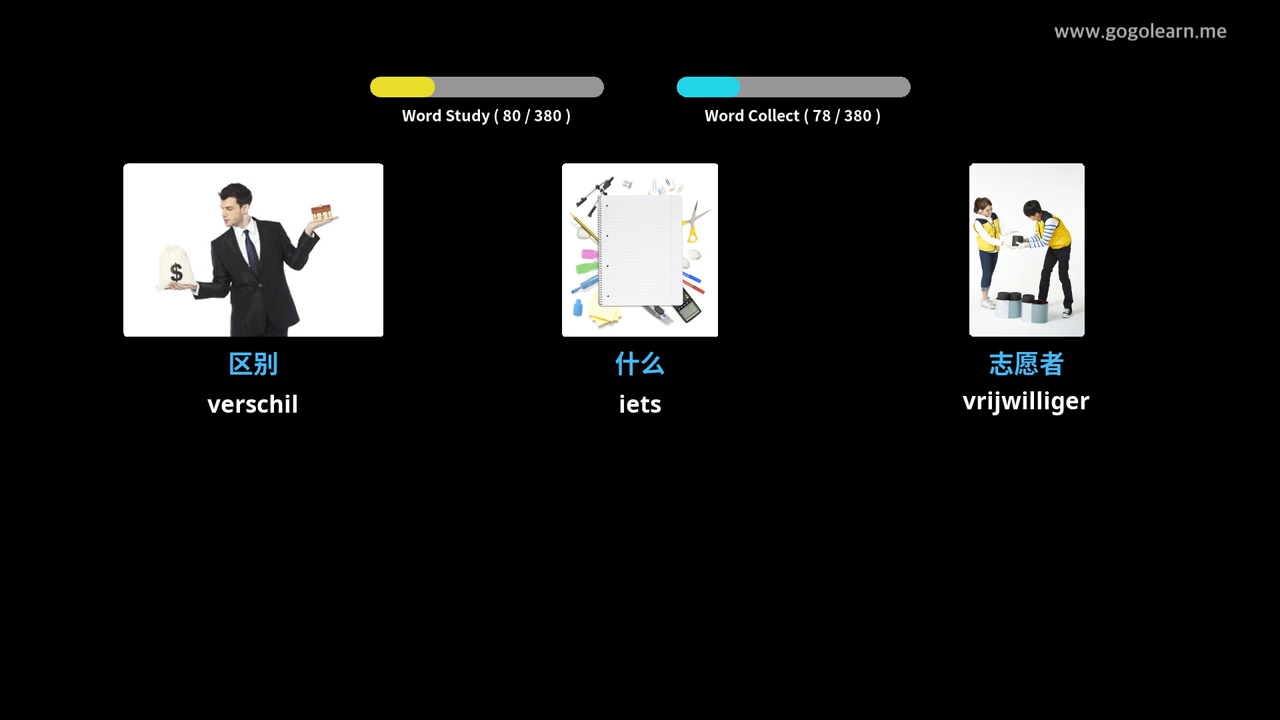 www.gogolearn.me
Word Study ( 80 / 380 )
Word Collect ( 78 / 380 )
$
区别
什么
志愿者
verschil
iets
vrijwilliger